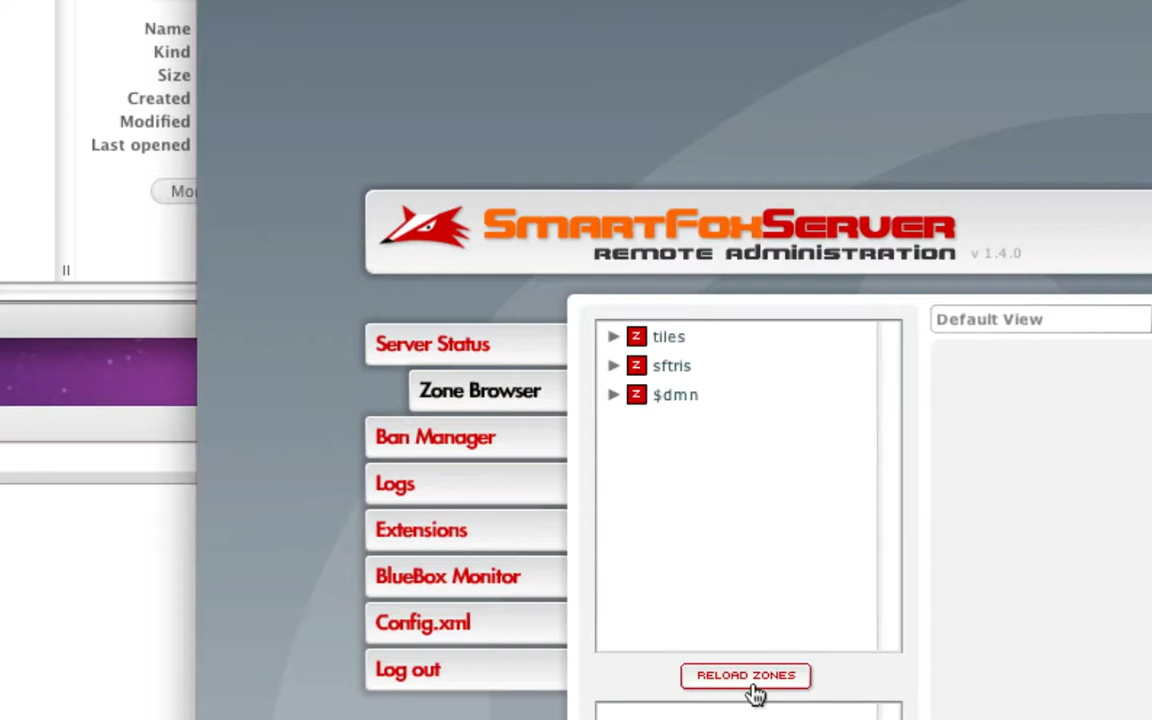 Name
Kind
Size
Created
Modified
Last opened
SmartFoxServer
Remote Administration v 1.4.0
Server Status
Zone Browser
Ban Manager
Logs
Extensions
BlueBox Monitor
Config.xml
Log out
Z tiles
Z sftris
Z $dmn
RELOAD ZONES
Default View